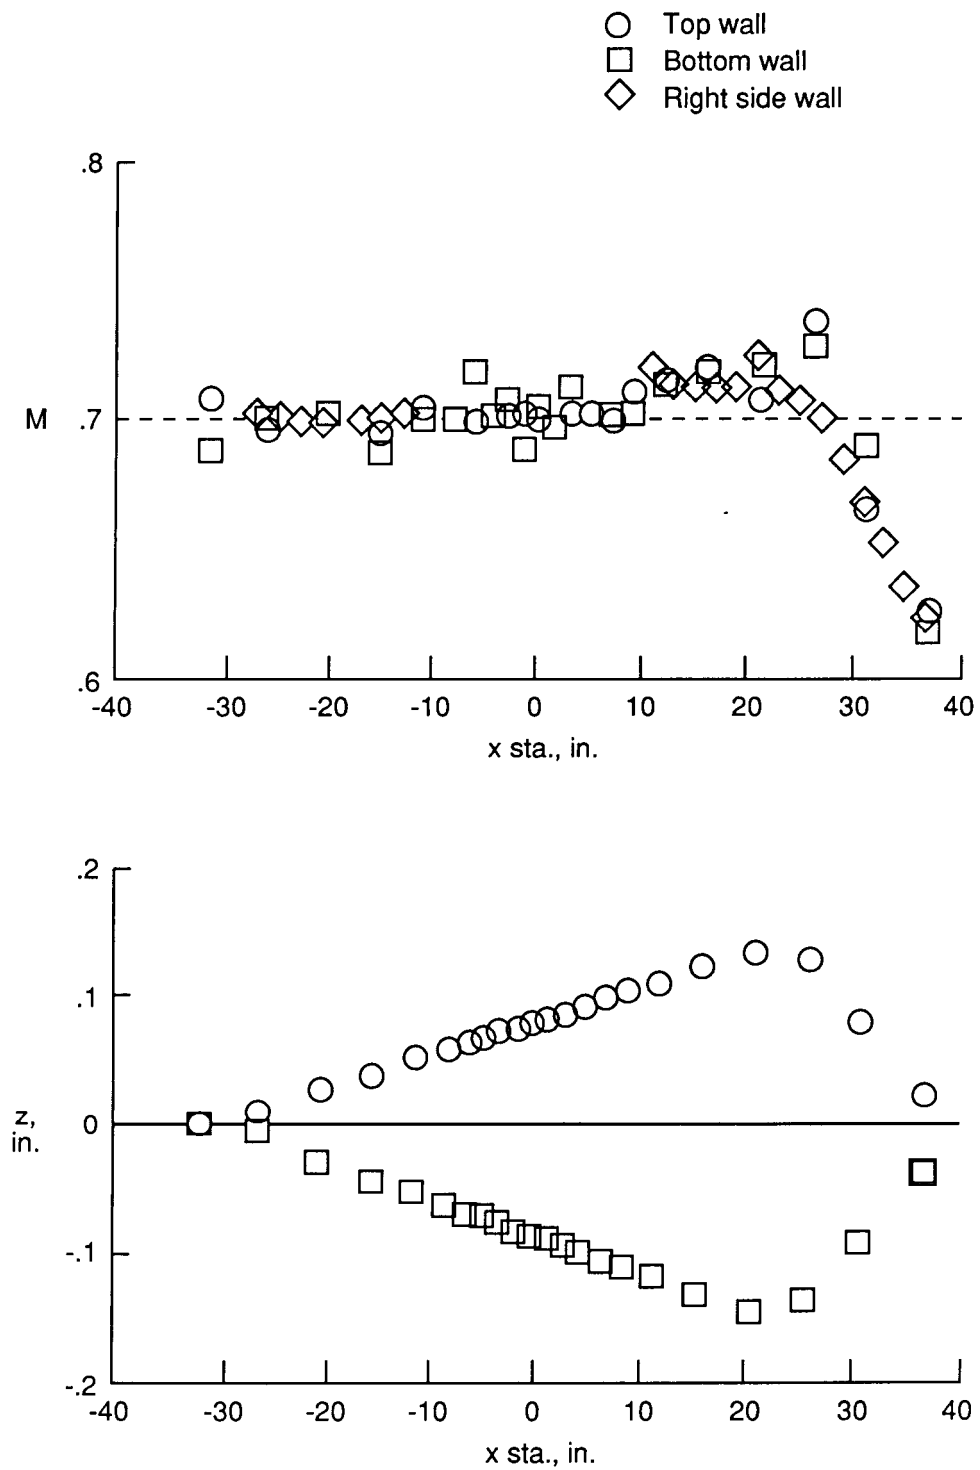 Top wall
Bottom wall
Right side wall
.8
M
.7
.6
-40 -30 -20 -10 0 10 20 30 40
x sta., in.
.2
.1
z,
in.
0
-.1
-.2
-40 -30 -20 -10 0 10 20 30 40
x sta., in.